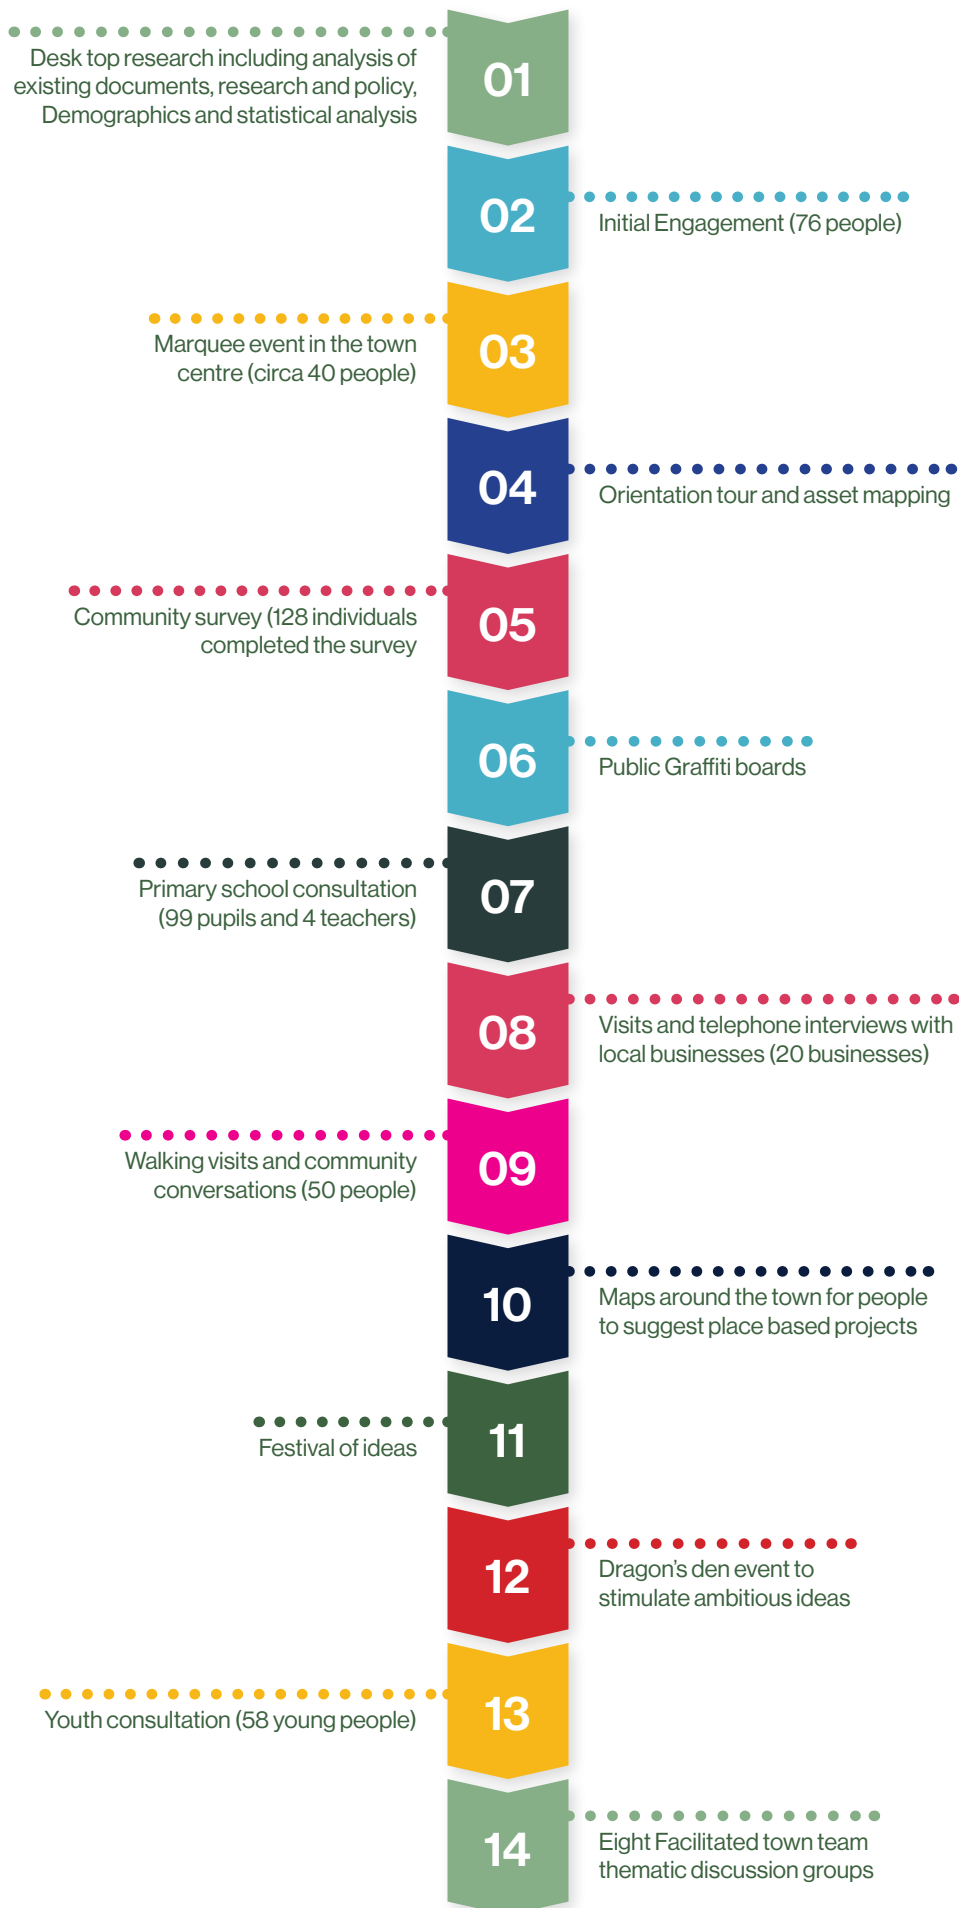 01
Desk top research including analysis of
existing documents, research and policy,
Demographics and statistical analysis
02
Initial Engagement (76 people)
03
Marquee event in the town
centre (circa 40 people)
04
Orientation tour and asset mapping
05
Community survey (128 individuals
completed the survey
06
Public Graffiti boards
07
Primary school consultation
(99 pupils and 4 teachers)
08
Visits and telephone interviews with
local businesses (20 businesses)
09
Walking visits and community
conversations (50 people)
10
Maps around the town for people
to suggest place based projects
11
Festival of ideas
12
Dragon’s den event to
stimulate ambitious ideas
13
Youth consultation (58 young people)
14
Eight Facilitated town team
thematic discussion groups